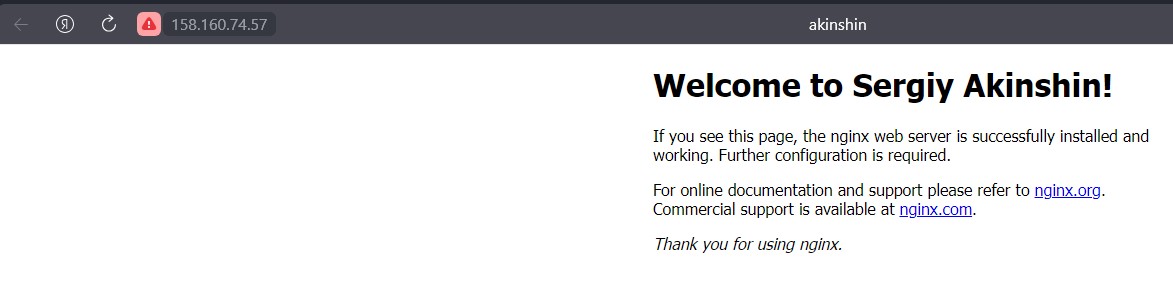 Я 158.160.74.57 akinshin
Welcome to Sergiy Akinshin!
If you see this page, the nginx web server is successfully installed and
working. Further configuration is required.
For online documentation and support please refer to nginx.org.
Commercial support is available at nginx.com.
Thank you for using nginx.